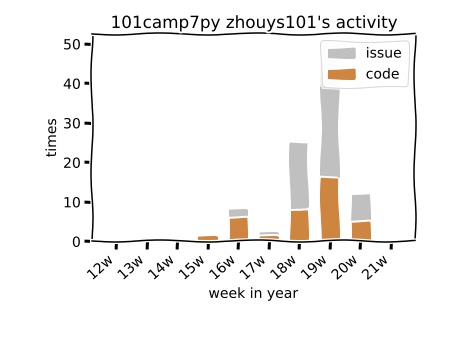 101camp7py zhouys101's activity
issue
code
times
50
40
30
20
10
0
12w 13w 14w 15w 16w 17w 18w 19w 20w 21w
week in year